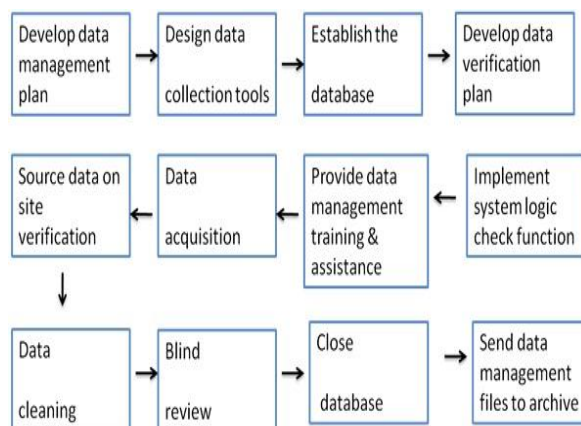 Develop data
management
plan
Design data
collection tools
Establish the
database
Develop data
verification
plan
Source data on
site
verification
Data
acquisition
Provide data
management
training &
assistance
Implement
system logic
check function
Data
cleaning
Blind
review
Close
database
Send data
management
files to archive